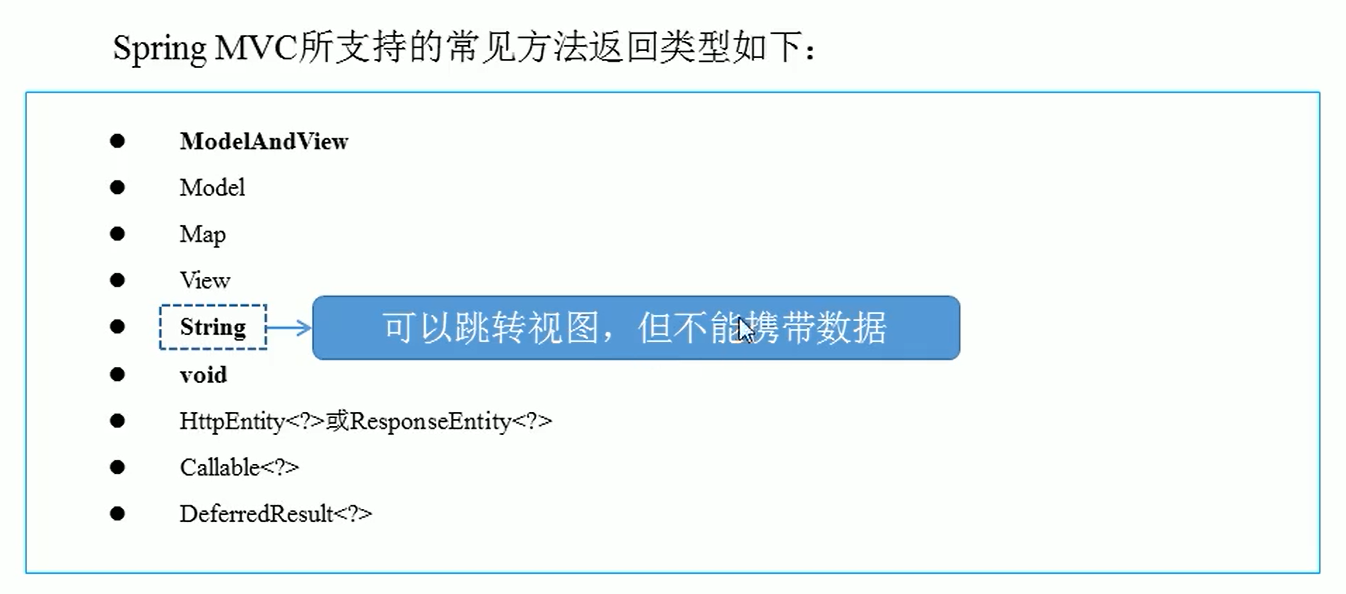 Spring MVC所支持的常见方法返回类型如下：
● ModelAndView
● Model
● Map
● View
● String 可以跳转视图，但不能携带数据
● void
● HttpEntity<?>或ResponseEntity<?>
● Callable<?>
● DeferredResult<?>